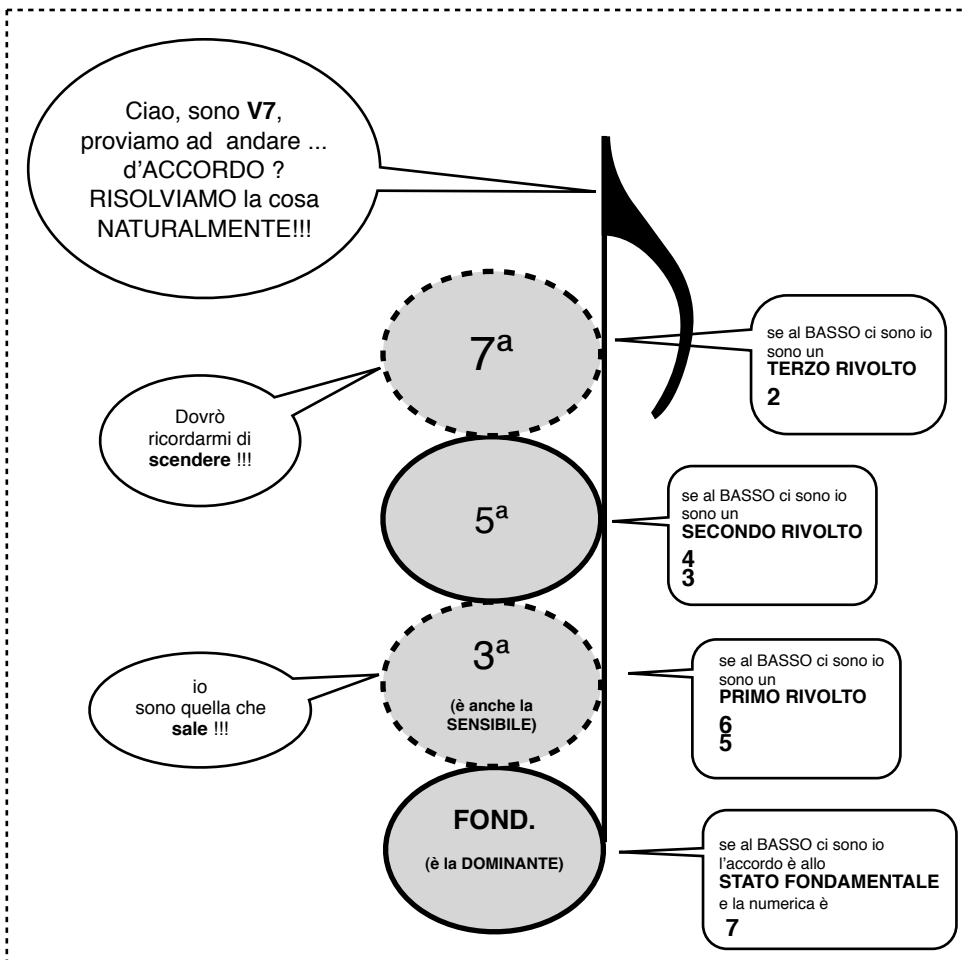 Ciao, sono V7,
proviamo ad andare ...
d'ACCORDO ?
RISOLVIAMO la cosa
NATURALMENTE!!!
7ª
se al BASSO ci sono io
sono un
TERZO RIVOLTO
2
Dovrò
ricordarmi di
scendere !!!
5ª
se al BASSO ci sono io
sono un
SECONDO RIVOLTO
4
3
3ª
(è anche la
SENSIBILE)
io
sono quella che
sale !!!
se al BASSO ci sono io
sono un
PRIMO RIVOLTO
6
5
FOND.
(è la DOMINANTE)
se al BASSO ci sono io
l'accordo è allo
STATO FONDAMENTALE
e la numerica è
7